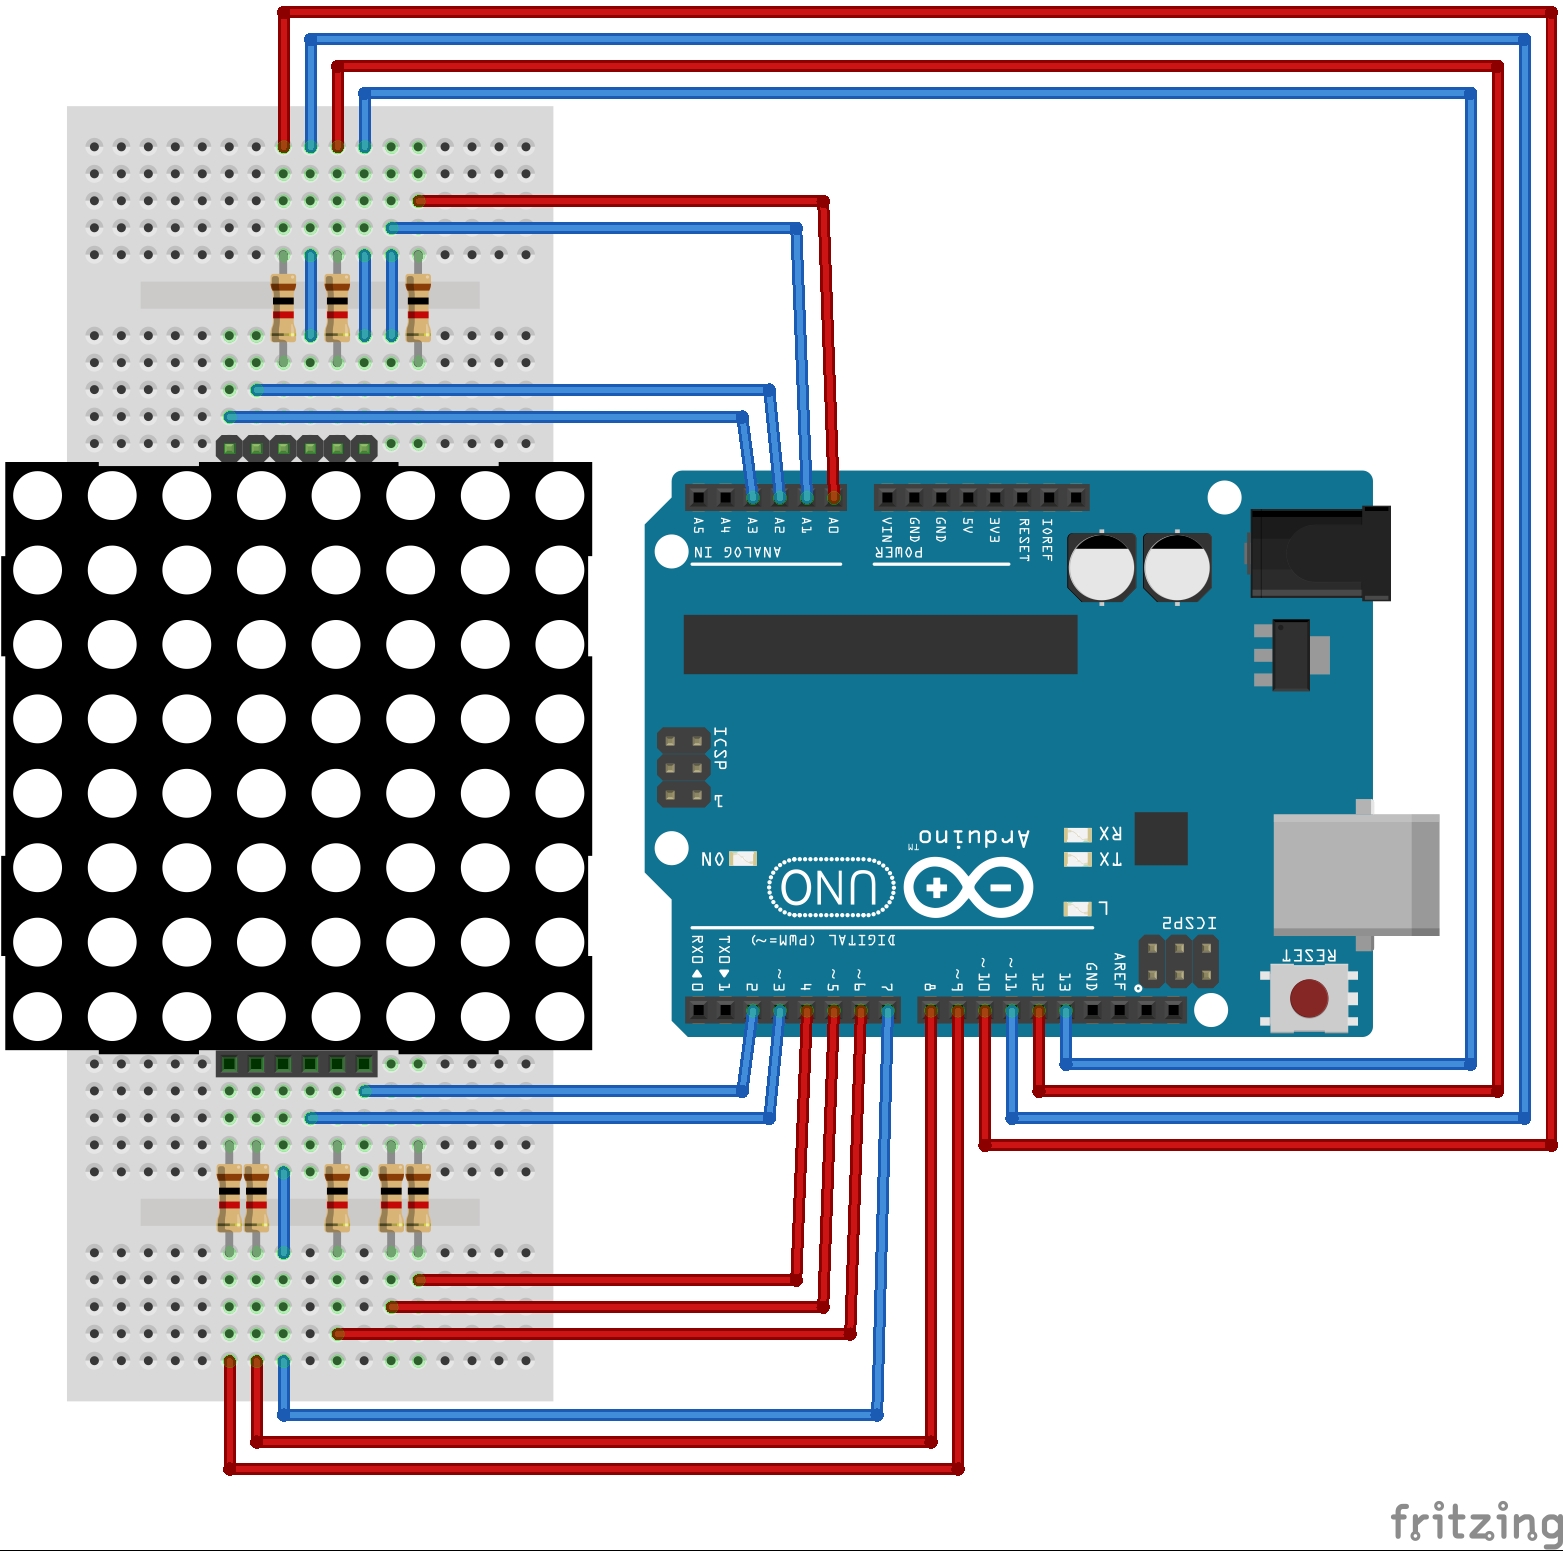 A5
A4
A3
A2
A1
A0
VIN
GND
GND
5V
3V3
RESET
IOREF
ANALOG IN
POWER
ICSP
1
Arduino
TM
RX
TX
ON
UNO
L
ICSP2
DIGITAL (PWM=~)
RESET
RX0
TX0
0
1
2
~3
4
~5
~6
7
8
~9
~10
~11
12
13
GND
AREF
fritzing